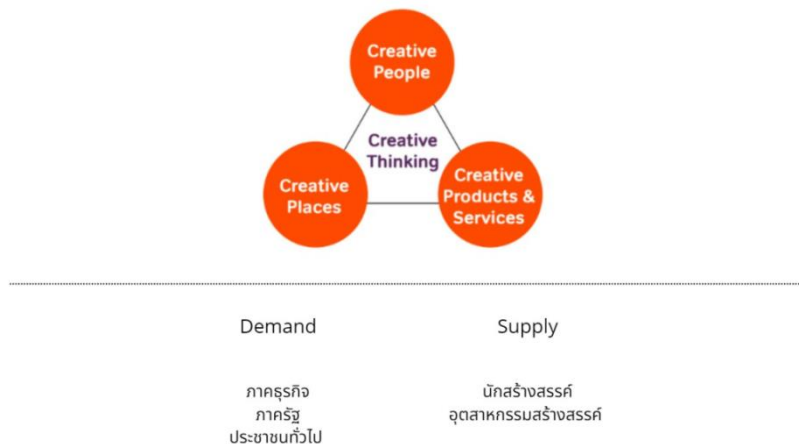 Creative
People
Creative
Thinking
Creative
Places
Creative
Products &
Services
Demand
Supply
ภาคธุรกิจ
ภาครัฐ
ประชาชนทั่วไป
นักสร้างสรรค์
อุตสาหกรรมสร้างสรรค์